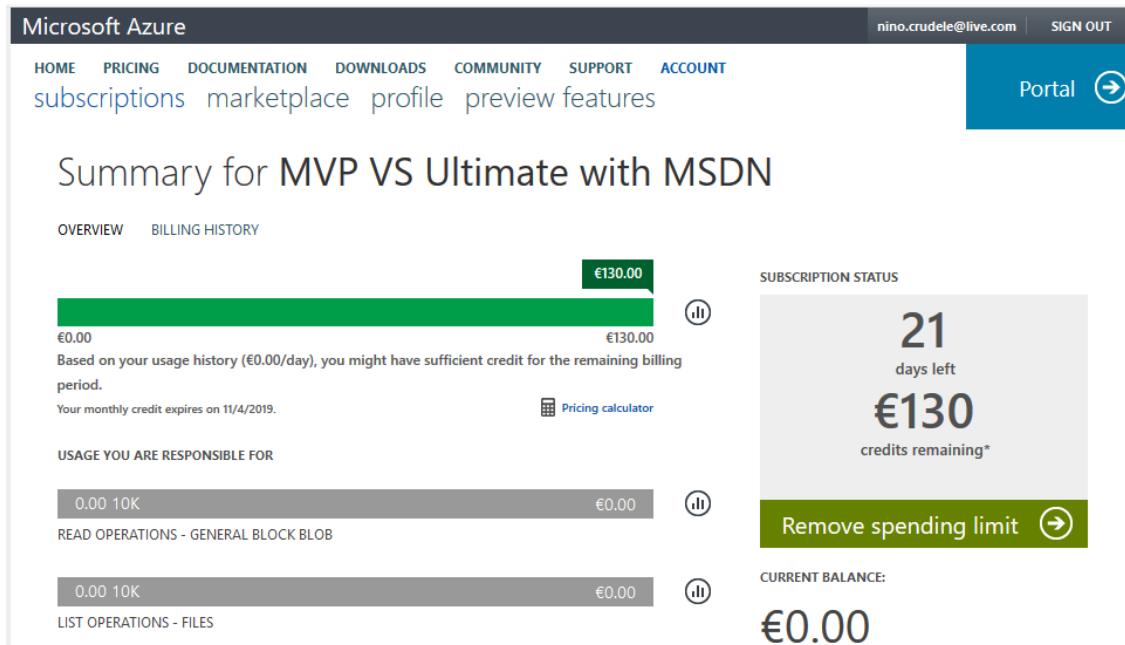 Microsoft Azure
nino.crudele@live.com SIGN OUT
HOME PRICING DOCUMENTATION DOWNLOADS COMMUNITY SUPPORT ACCOUNT
subscriptions marketplace profile preview features
Portal
Summary for MVP VS Ultimate with MSDN
OVERVIEW BILLING HISTORY
€130.00
€0.00 €130.00
Based on your usage history (€0.00/day), you might have sufficient credit for the remaining billing
period.
Your monthly credit expires on 11/4/2019.
Pricing calculator
USAGE YOU ARE RESPONSIBLE FOR
0.00 10K €0.00
READ OPERATIONS - GENERAL BLOCK BLOB
0.00 10K €0.00
LIST OPERATIONS - FILES
SUBSCRIPTION STATUS
21
days left
€130
credits remaining*
Remove spending limit
CURRENT BALANCE:
€0.00